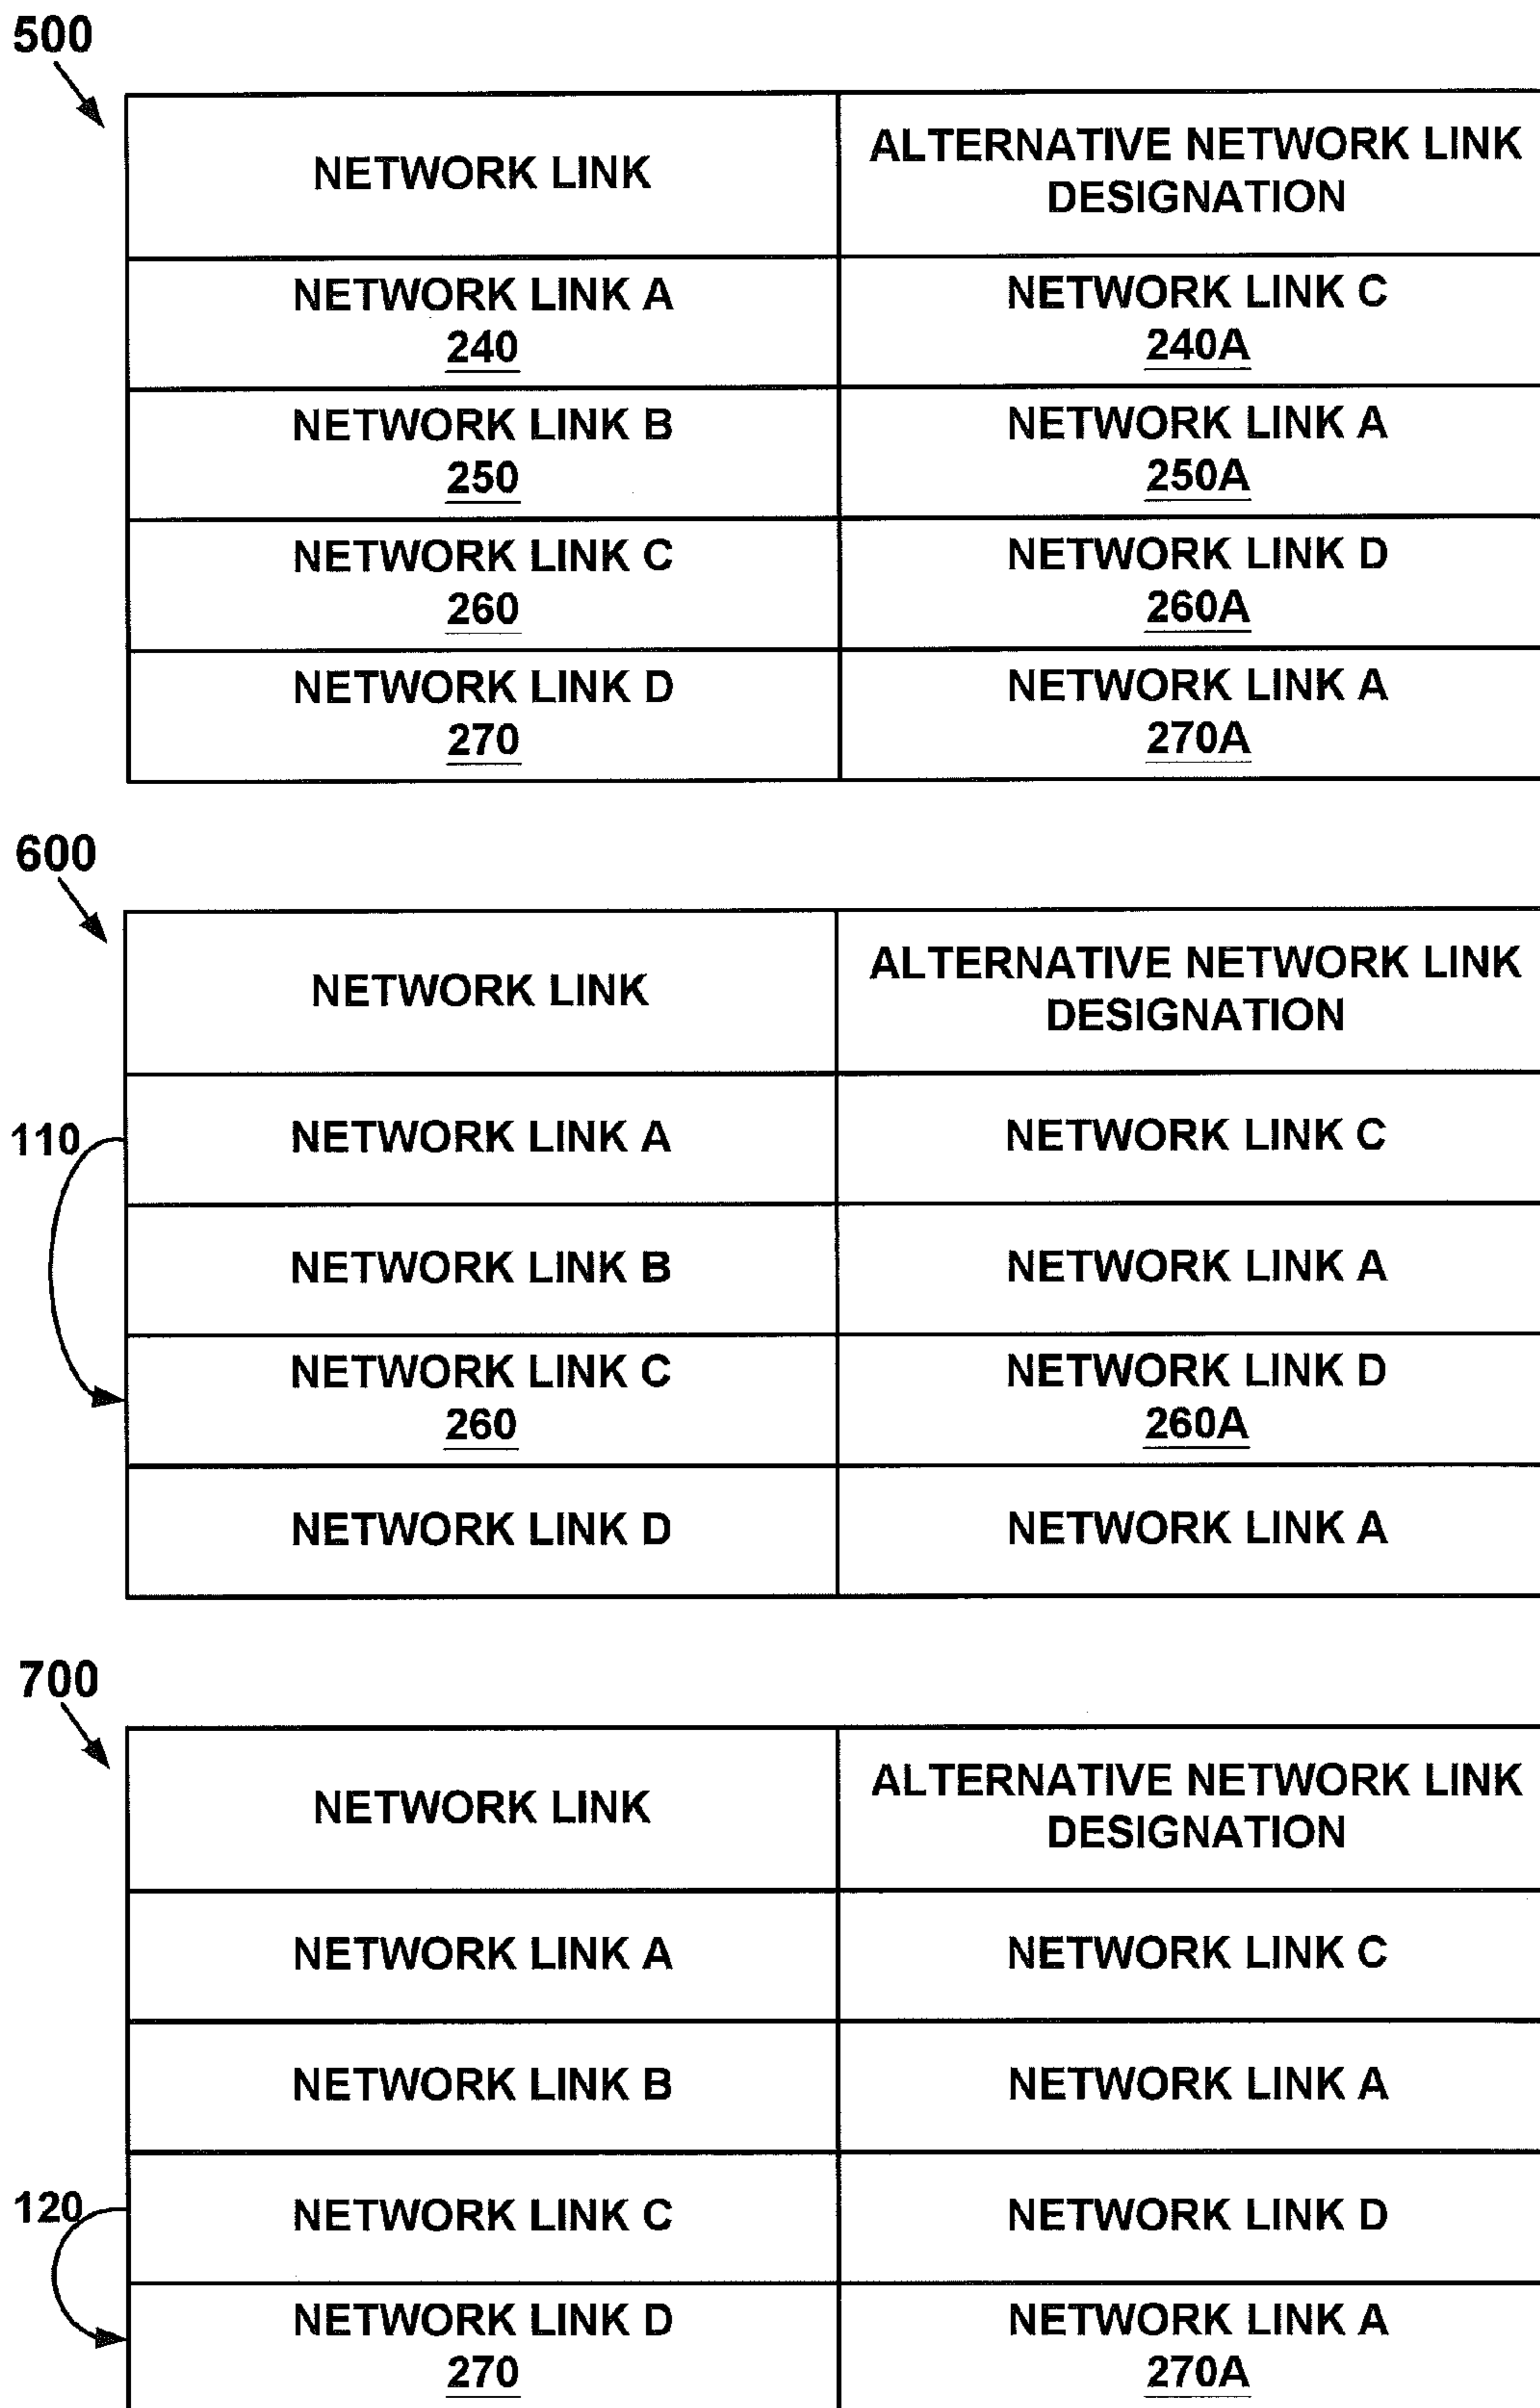 500
NETWORK LINK
ALTERNATIVE NETWORK LINK
DESIGNATION
NETWORK LINK A
240
NETWORK LINK C
240A
NETWORK LINK B
250
NETWORK LINK A
250A
NETWORK LINK C
260
NETWORK LINK D
260A
NETWORK LINK D
270
NETWORK LINK A
270A
600
NETWORK LINK
ALTERNATIVE NETWORK LINK
DESIGNATION
110
NETWORK LINK A
NETWORK LINK C
NETWORK LINK B
NETWORK LINK A
NETWORK LINK C
260
NETWORK LINK D
260A
NETWORK LINK D
NETWORK LINK A
700
NETWORK LINK
ALTERNATIVE NETWORK LINK
DESIGNATION
NETWORK LINK A
NETWORK LINK C
NETWORK LINK B
NETWORK LINK A
120
NETWORK LINK C
NETWORK LINK D
NETWORK LINK D
270
NETWORK LINK A
270A